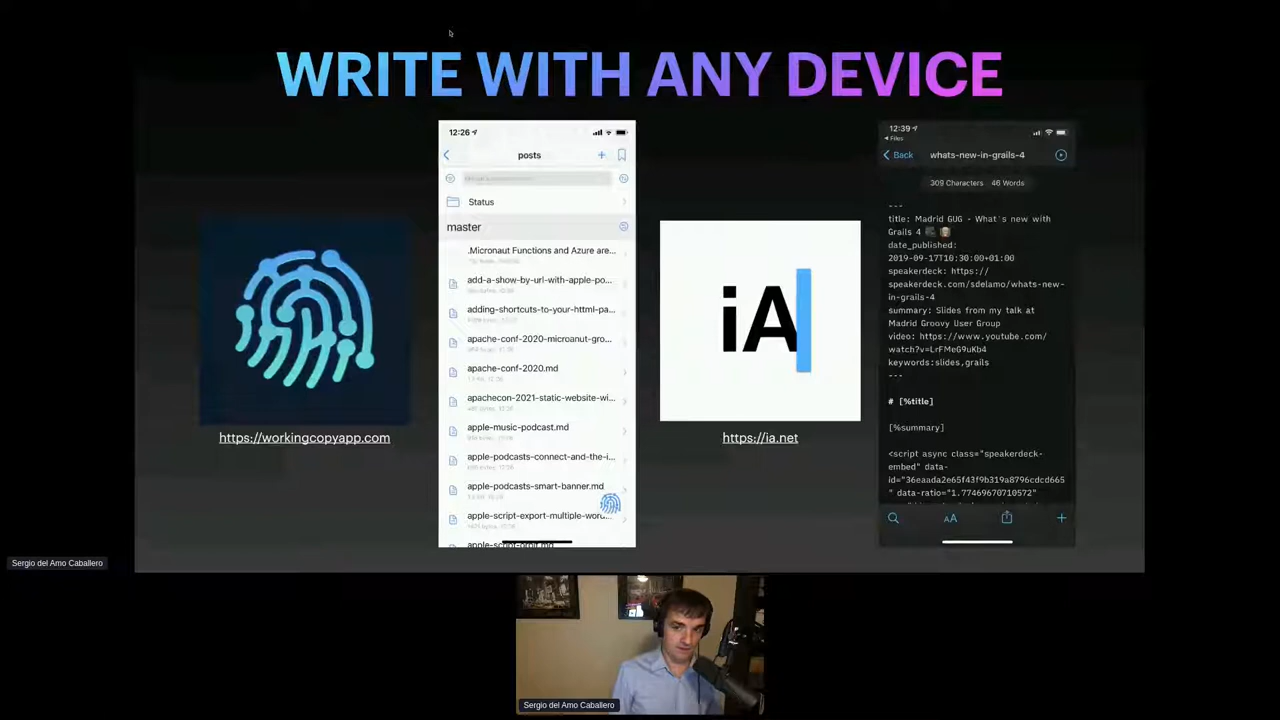 WRITE WITH ANY DEVICE
https://workingcopyapp.com
12:26
posts
Status
master
.Micronaut Functions and Azure are...
add-a-show-by-url-with-apple-po...
adding-shortcuts-to-your-httml-pa...
apache-conf-2020-micronaut-gro...
apache-conf-2020.md
apachecon-2021-static-website-wi...
apple-music-podcast.md
apple-podcasts-connect-and-the-i...
apple-podcasts-smart-banner.md
apple-script-export-multiple-word...
iA
https://ia.net
12:39
Files
Back
whats-new-in-grails-4
309 Characters 46 Words
---
title: Madrid GUG - What's new with
Grails 4
date_published:
2019-09-17T10:30:00+01:00
speakerdeck: https://
speakerdeck.com/sdelamo/whats-new-
in-grails-4
summary: Slides from my talk at
Madrid Groovy User Group
video: https://www.youtube.com/
watch?v=LrFMeG9uKb4
keywords:slides,grails
---
# [%title]
[%summary]
<script async class="speakerdeck-
embed" data-
id="36eaada2e65f43f9b319a8796cdcd665
" data-ratio="1.77469670710572"
AA
Sergio del Amo Caballero
Sergio del Amo Caballero